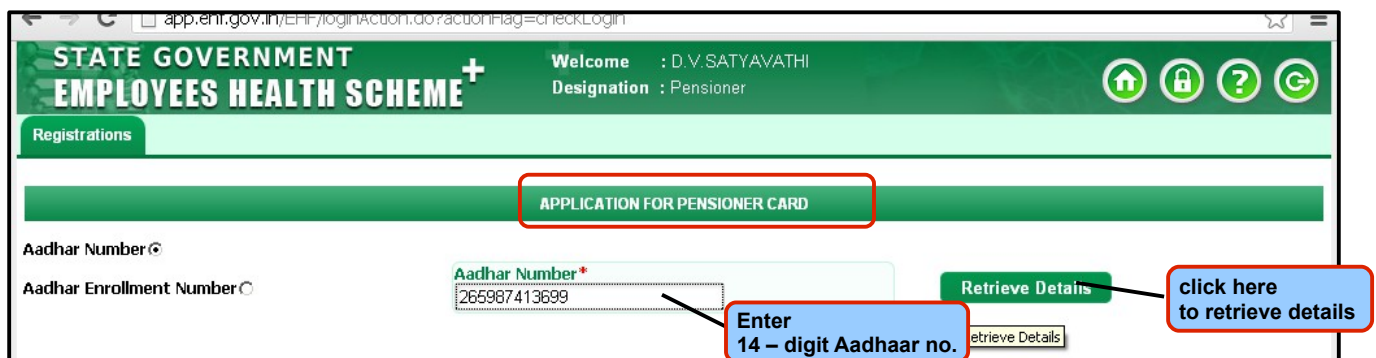 app.ehf.gov.in/EHF/loginAction.do?actionFlag=checkLogin
STATE GOVERNMENT
EMPLOYEES HEALTH SCHEME+
Welcome : D.V.SATYAVATHI
Designation : Pensioner
Registrations
APPLICATION FOR PENSIONER CARD
Aadhar Number
Aadhar Enrollment Number
Aadhar Number*
265987413699
Retrieve Details
click here
to retrieve details
Enter
14 – digit Aadhaar no.
etrieve Details